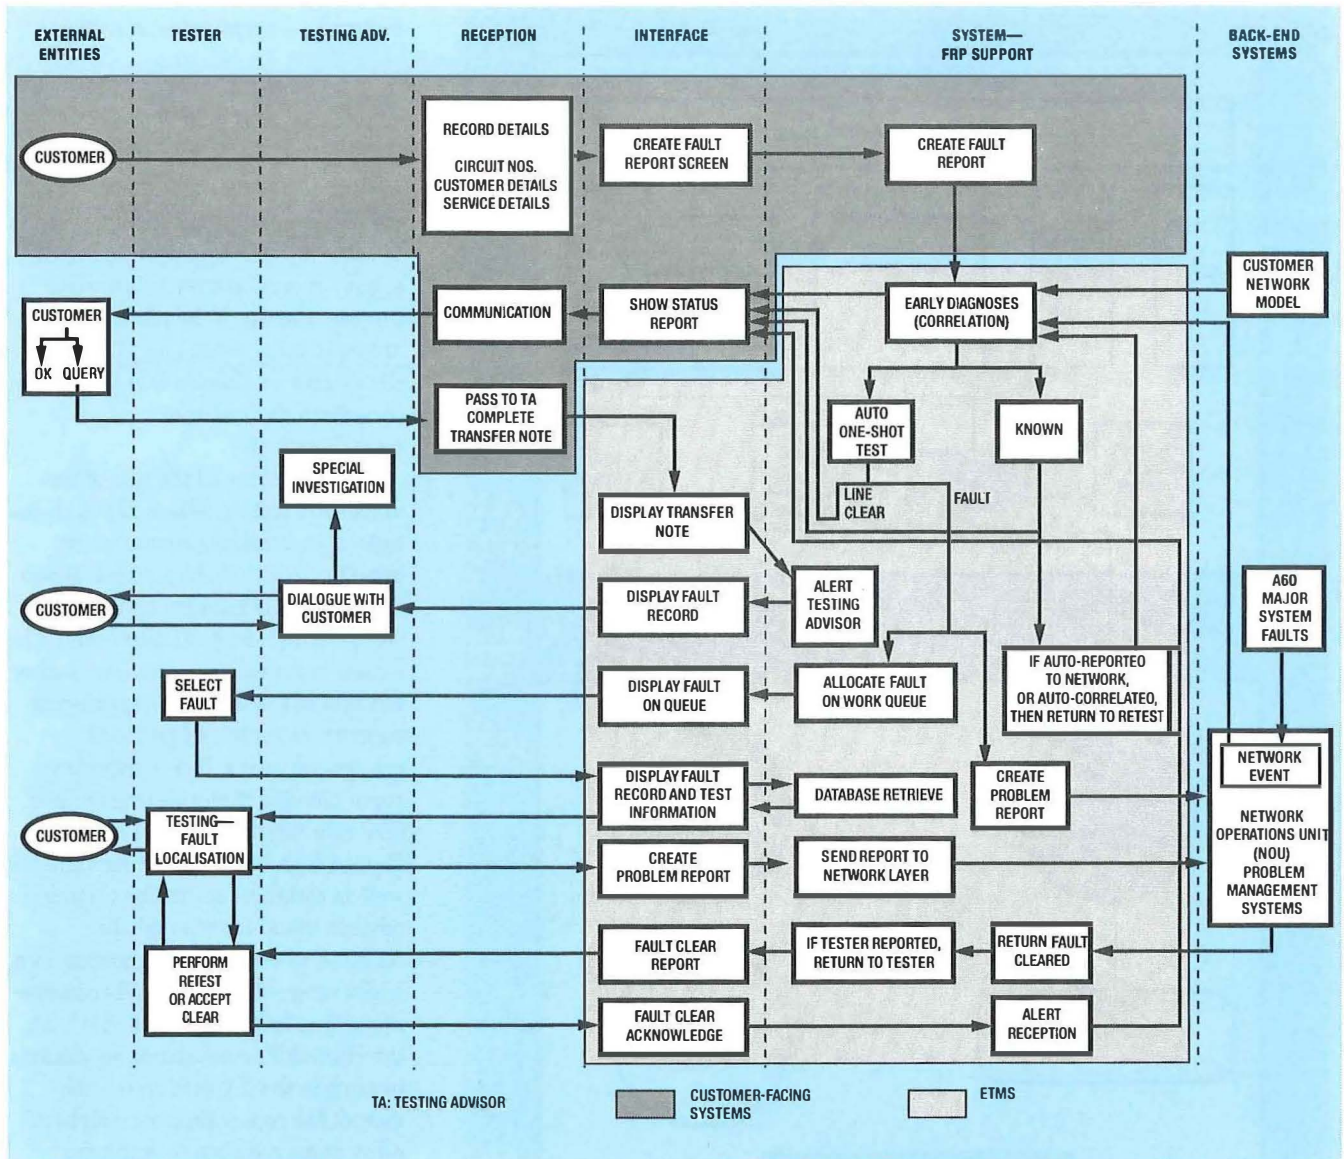 EXTERNAL
ENTITIES
TESTER
TESTING ADV.
RECEPTION
INTERFACE
SYSTEM—
FRP SUPPORT
BACK-END
SYSTEMS
CUSTOMER
RECORD DETAILS
CIRCUIT NOS.
CUSTOMER DETAILS
SERVICE DETAILS
CREATE FAULT
REPORT SCREEN
CREATE FAULT
REPORT
CUSTOMER
OK QUERY
COMMUNICATION
SHOW STATUS
REPORT
EARLY DIAGNOSES
(CORRELATION)
CUSTOMER
NETWORK
MODEL
PASS TO TA
COMPLETE
TRANSFER NOTE
AUTO
ONE-SHOT
TEST
KNOWN
SPECIAL
INVESTIGATION
LINE
CLEAR
FAULT
DISPLAY TRANSFER
NOTE
CUSTOMER
DIALOGUE WITH
CUSTOMER
DISPLAY FAULT
RECORD
ALERT
TESTING
ADVISOR
A60
MAJOR
SYSTEM
FAULTS
SELECT
FAULT
DISPLAY FAULT
ON QUEUE
ALLOCATE FAULT
ON WORK QUEUE
IF AUTO-REPORTED
TO NETWORK,
OR AUTO-CORRELATED,
THEN RETURN TO RETEST
DISPLAY FAULT
RECORD AND TEST
INFORMATION
DATABASE RETRIEVE
CREATE
PROBLEM
REPORT
NETWORK
EVENT
NETWORK
OPERATIONS UNIT
(NOU)
PROBLEM
MANAGEMENT
SYSTEMS
CUSTOMER
TESTING—
FAULT
LOCALISATION
CREATE
PROBLEM REPORT
SEND REPORT TO
NETWORK LAYER
PERFORM
RETEST
OR ACCEPT
CLEAR
FAULT CLEAR
REPORT
IF TESTER REPORTED,
RETURN TO TESTER
RETURN FAULT
CLEARED
FAULT CLEAR
ACKNOWLEDGE
ALERT
RECEPTION
TA: TESTING ADVISOR
CUSTOMER-FACING
SYSTEMS
ETMS